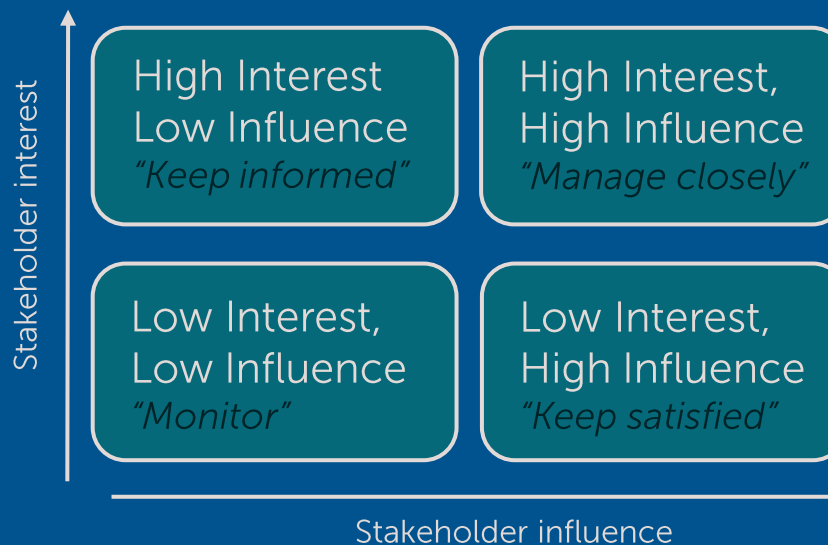 Stakeholder interest
High Interest
Low Influence
“Keep informed”
High Interest,
High Influence
“Manage closely”
Low Interest,
Low Influence
“Monitor”
Low Interest,
High Influence
“Keep satisfied”
Stakeholder influence